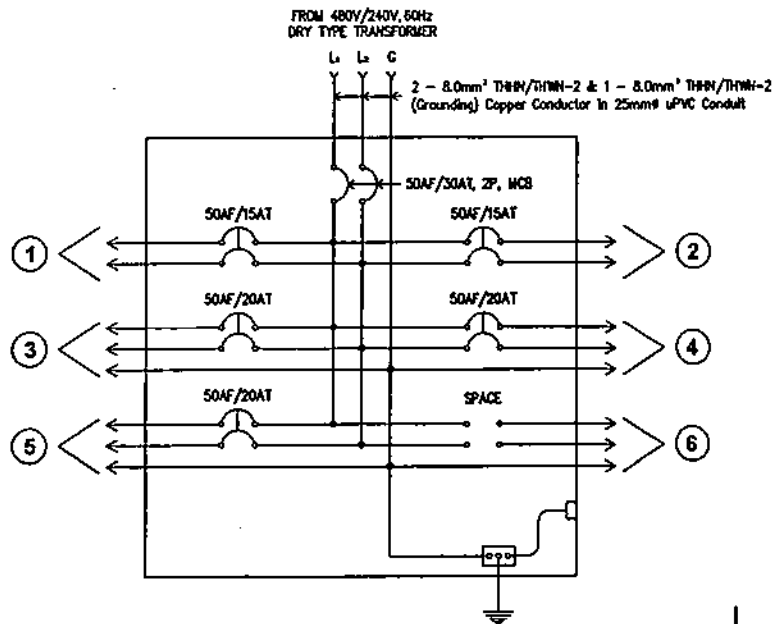 FROM 480V/240V, 60Hz
DRY TYPE TRANSFORMER
L₁ L₂ G
2 – 8.0mm² THHN/THWN-2 & 1 – 8.0mm² THHN/THWN-2
(Grounding) Copper Conductor in 25mmø uPVC Conduit
50AF/30AT, 2P, MCB
50AF/15AT 50AF/15AT
1 2
50AF/20AT 50AF/20AT
3 4
50AF/20AT SPACE
5 6